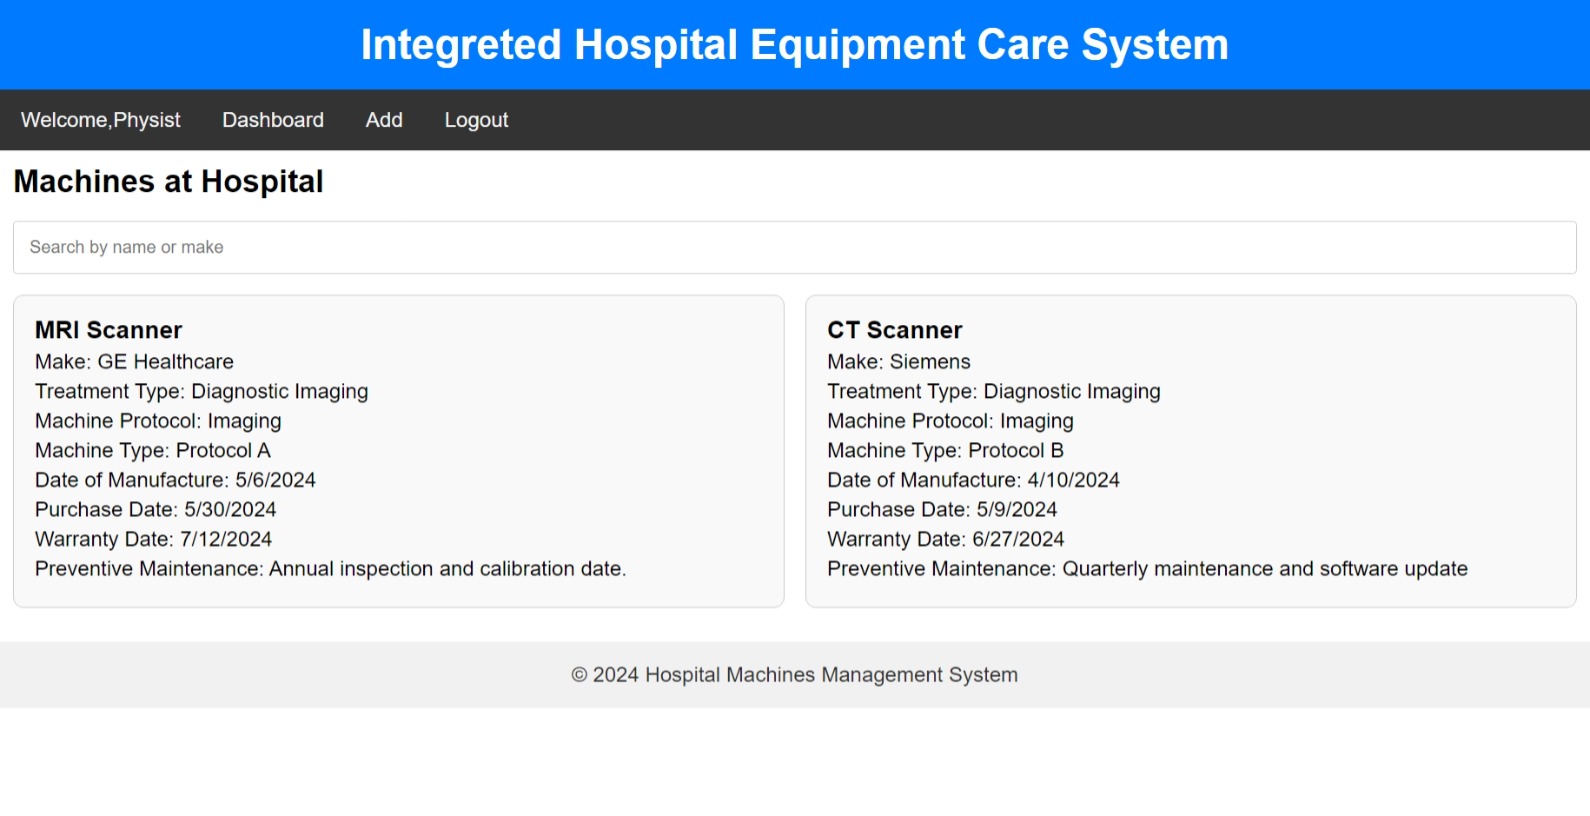 Integreted Hospital Equipment Care System
Welcome,Physist Dashboard Add Logout
Machines at Hospital
Search by name or make
MRI Scanner
Make: GE Healthcare
Treatment Type: Diagnostic Imaging
Machine Protocol: Imaging
Machine Type: Protocol A
Date of Manufacture: 5/6/2024
Purchase Date: 5/30/2024
Warranty Date: 7/12/2024
Preventive Maintenance: Annual inspection and calibration date.
CT Scanner
Make: Siemens
Treatment Type: Diagnostic Imaging
Machine Protocol: Imaging
Machine Type: Protocol B
Date of Manufacture: 4/10/2024
Purchase Date: 5/9/2024
Warranty Date: 6/27/2024
Preventive Maintenance: Quarterly maintenance and software update
© 2024 Hospital Machines Management System